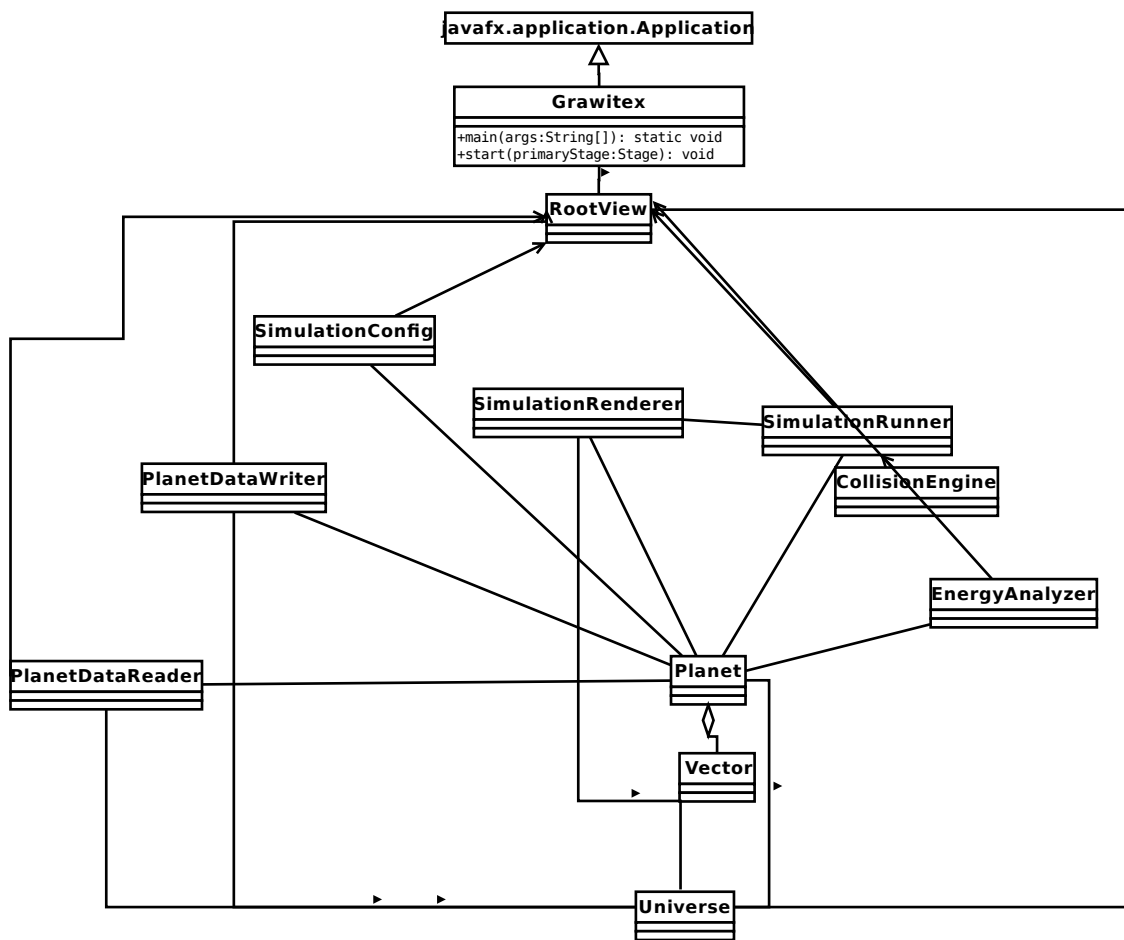 javafx.application.Application
Grawitex
+main(args:String[]): static void
+start(primaryStage:Stage): void
RootView
SimulationConfig
SimulationRenderer
SimulationRunner
PlanetDataWriter
CollisionEngine
EnergyAnalyzer
PlanetDataReader
Planet
Vector
Universe